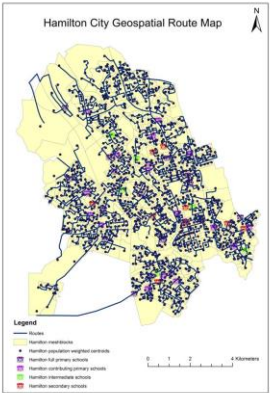 Hamilton City Geospatial Route Map
N
Legend
Routes
Hamilton meshblocks
Hamilton population weighted centroids
Hamilton full primary schools
Hamilton contributing primary schools
Hamilton intermediate schools
Hamilton secondary schools
0 1 2 4 Kilometers